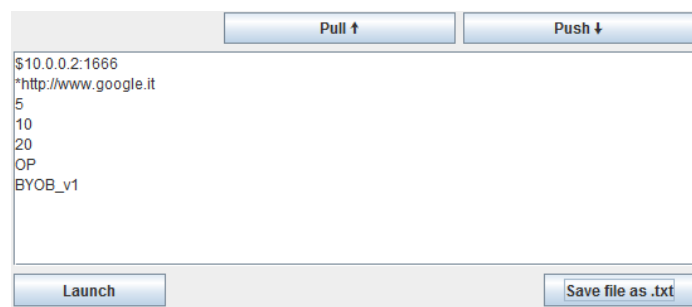 Pull ↑ Push ↓
$10.0.0.2:1666
*http://www.google.it
5
10
20
OP
BYOB_v1
Launch Save file as .txt